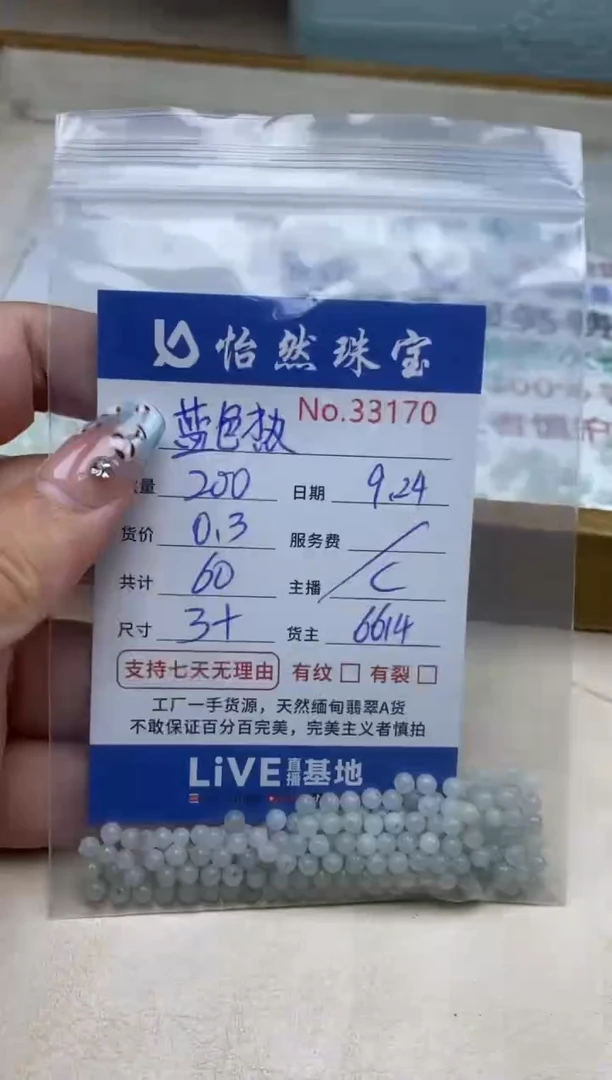 怡然珠宝
蓝色孜 No.33170
量 200 日期 9.24
货价 0.3 服务费
共计 60 主播 C
尺寸 3+ 货主 6614
支持七天无理由 有纹 有裂
工厂一手货源，天然缅甸翡翠A货
不敢保证百分百完美，完美主义者慎拍
LiVE直播基地